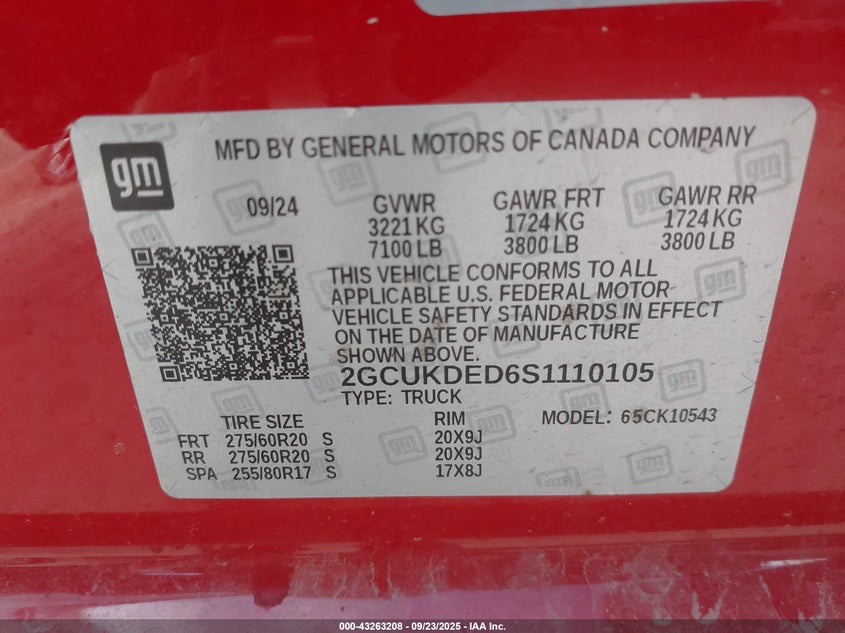 gm
MFD BY GENERAL MOTORS OF CANADA COMPANY
09/24 GVWR GAWR FRT GAWR RR
3221 KG 1724 KG 1724 KG
7100 LB 3800 LB 3800 LB
THIS VEHICLE CONFORMS TO ALL
APPLICABLE U.S. FEDERAL MOTOR
VEHICLE SAFETY STANDARDS IN EFFECT
ON THE DATE OF MANUFACTURE
SHOWN ABOVE.
2GCUKDED6S1110105
TYPE: TRUCK
TIRE SIZE RIM MODEL: 65CK10543
FRT 275/60R20 S 20X9J
RR 275/60R20 S 20X9J
SPA 255/80R17 S 17X8J
000-43263208 - 09/23/2025 - IAA Inc.